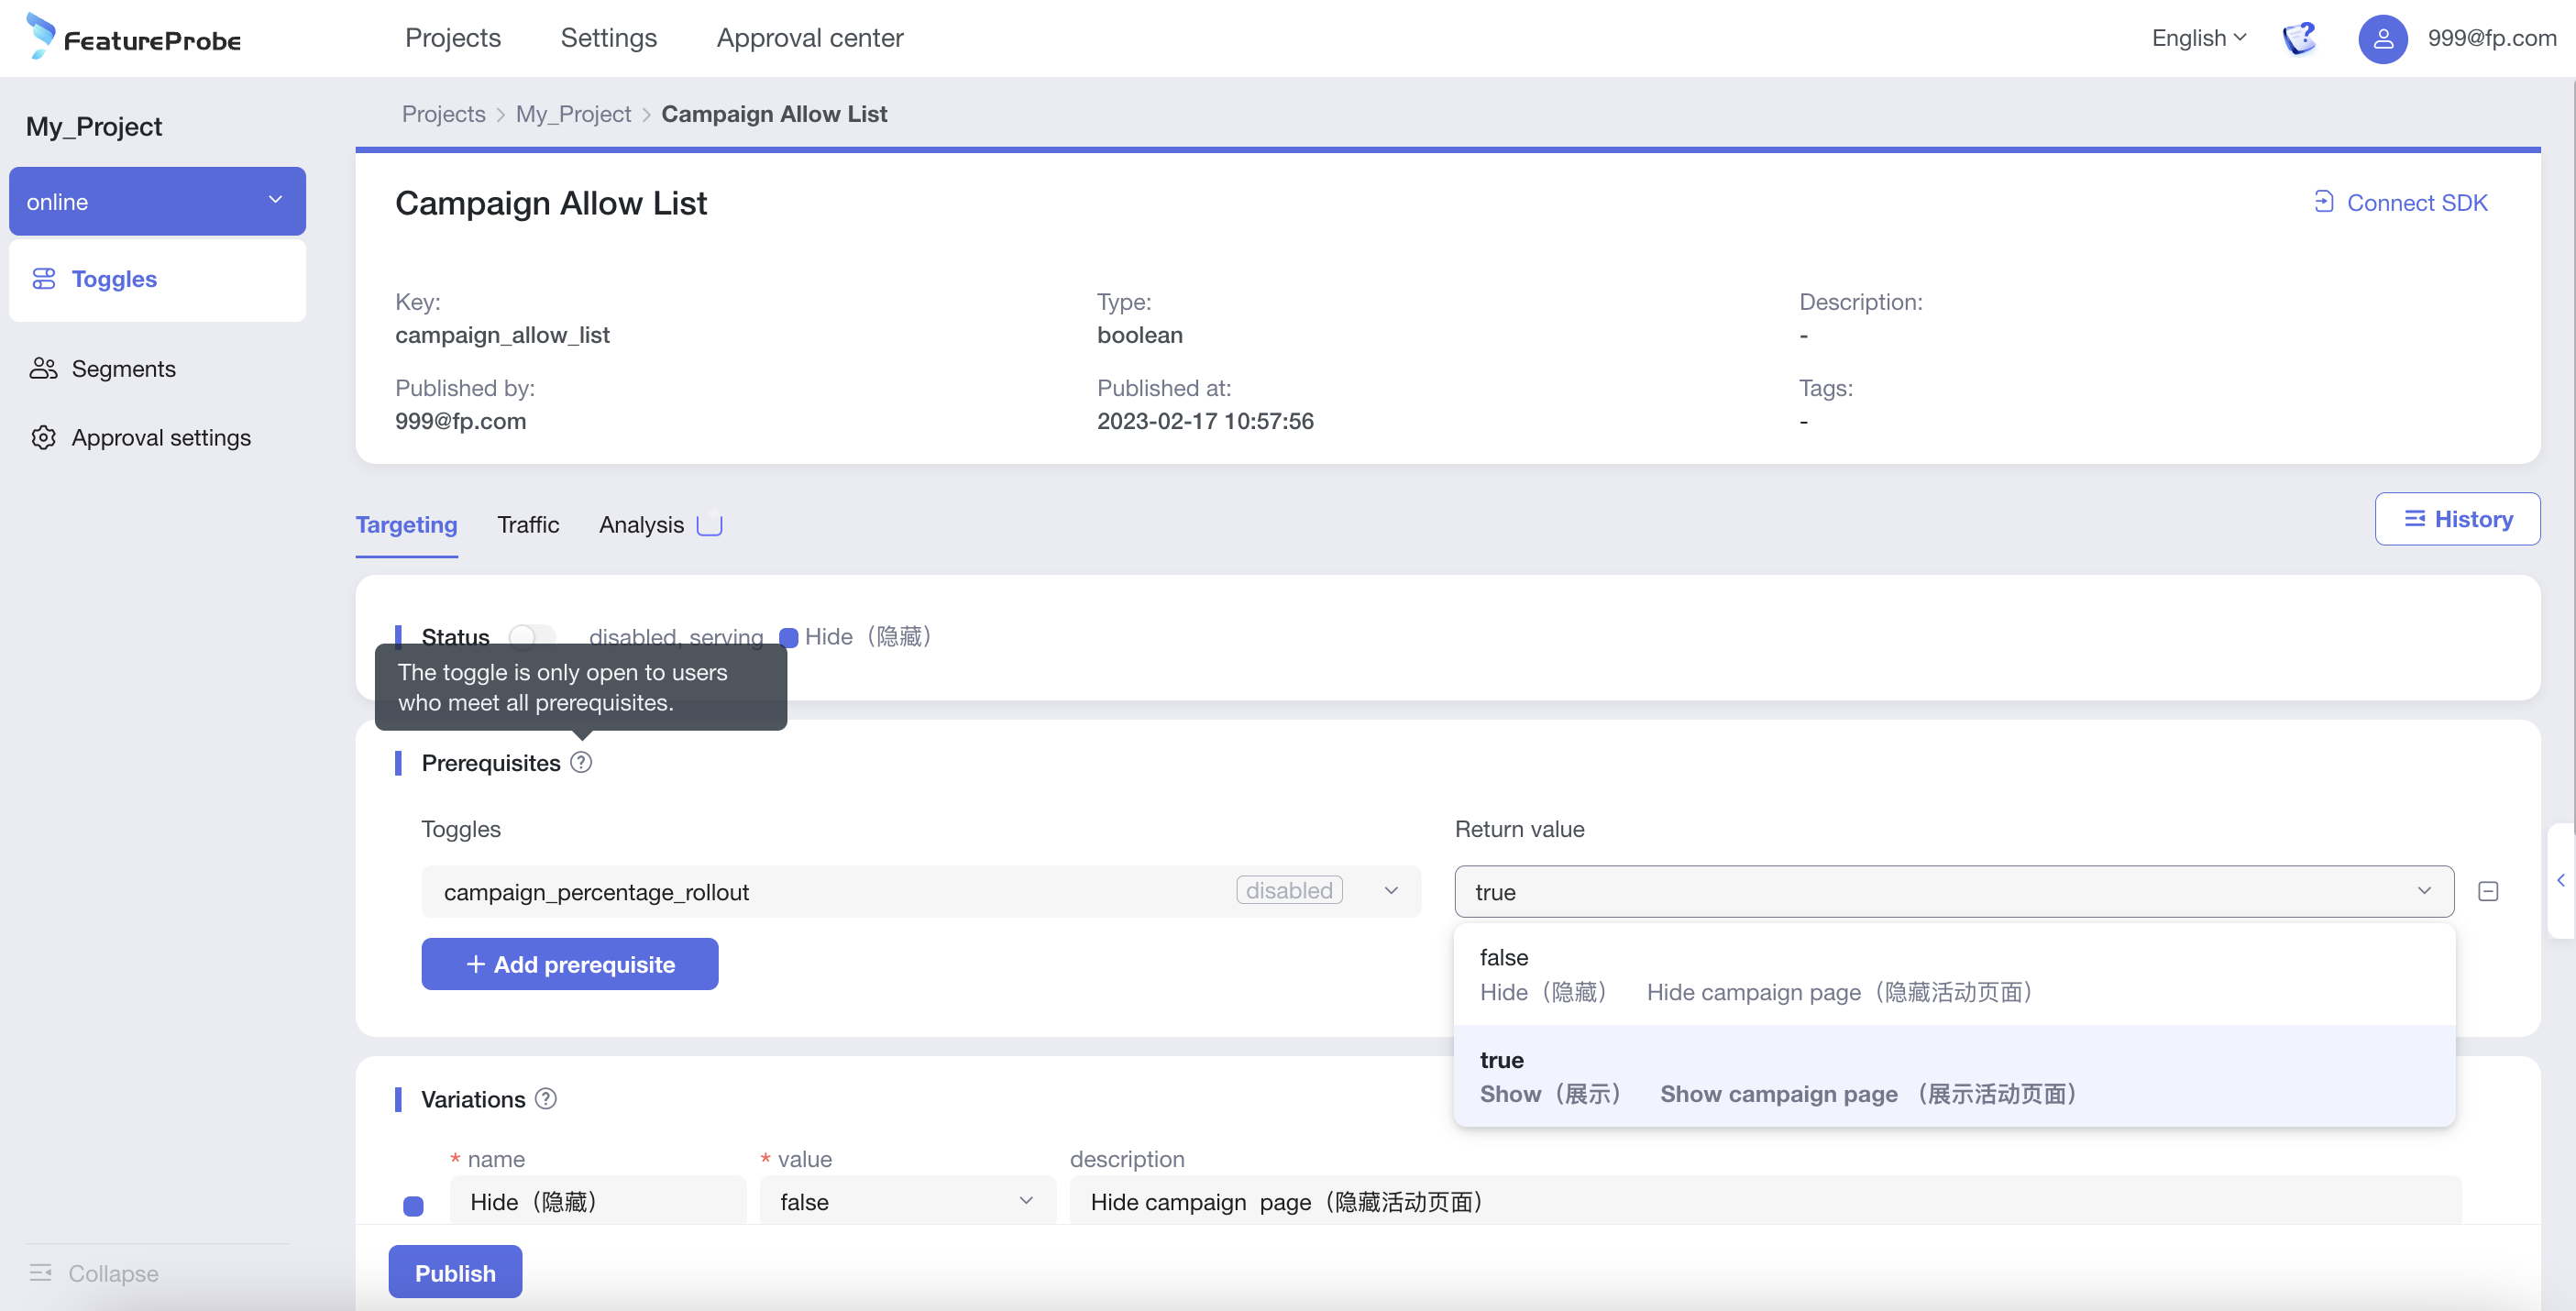 FeatureProbe
Projects
Settings
Approval center
English
999@fp.com
My_Project
online
Toggles
Segments
Approval settings
Collapse
Projects > My_Project > Campaign Allow List
Campaign Allow List
Connect SDK
Key:
campaign_allow_list
Type:
boolean
Description:
-
Published by:
999@fp.com
Published at:
2023-02-17 10:57:56
Tags:
-
Targeting
Traffic
Analysis
History
Status
disabled, serving
Hide（隐藏）
The toggle is only open to users
who meet all prerequisites.
Prerequisites
Toggles
Return value
campaign_percentage_rollout
disabled
true
+ Add prerequisite
false
Hide（隐藏） Hide campaign page（隐藏活动页面）
true
Show（展示） Show campaign page （展示活动页面）
Variations
* name
* value
description
Hide（隐藏）
false
Hide campaign  page（隐藏活动页面）
Publish